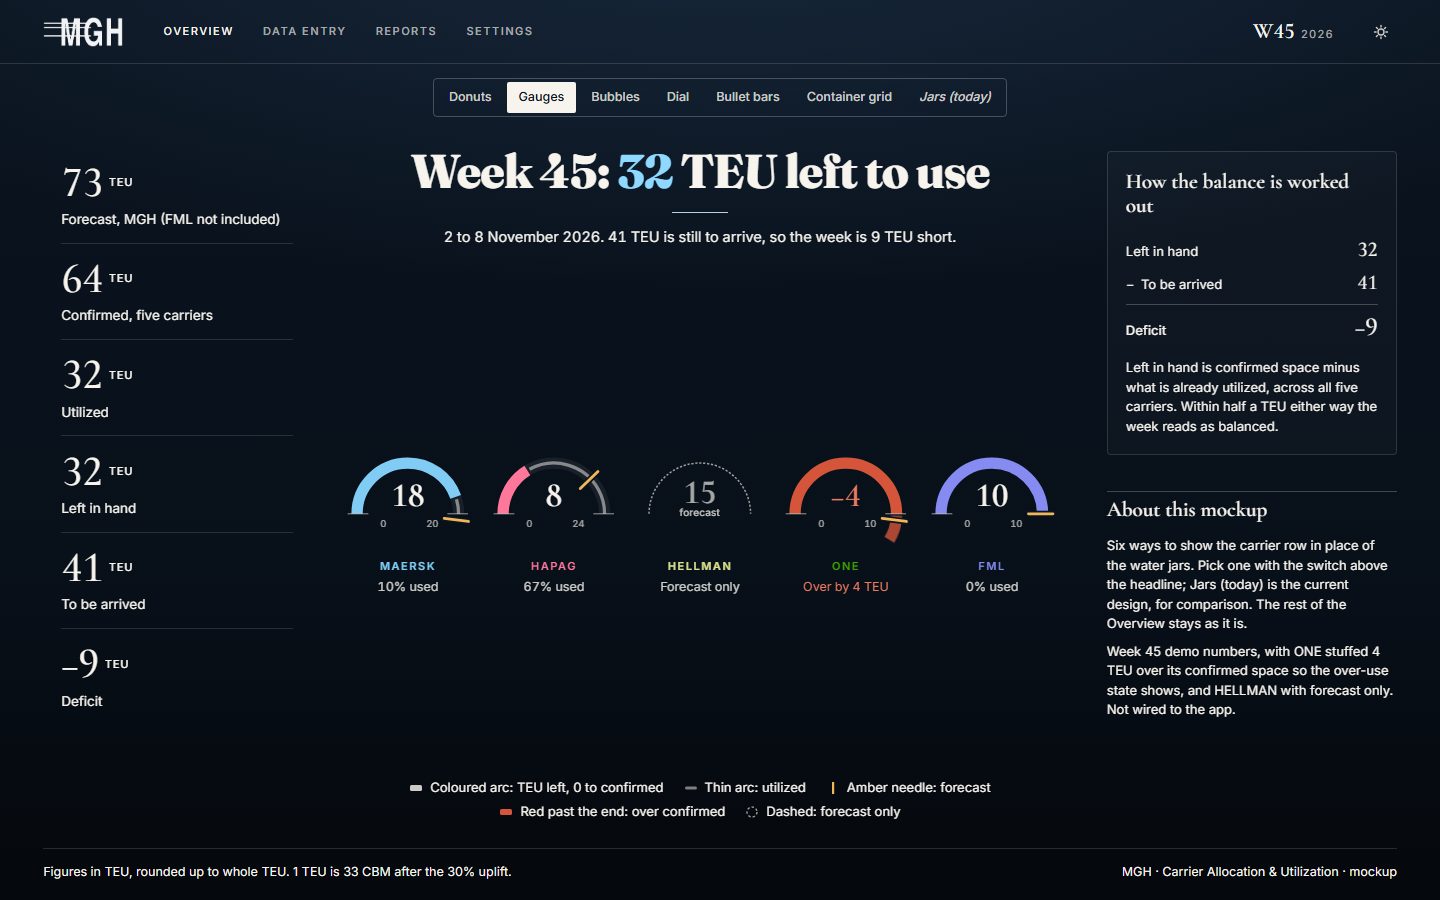 MGH
OVERVIEW DATA ENTRY REPORTS SETTINGS
W45 2026
Donuts Gauges Bubbles Dial Bullet bars Container grid Jars (today)
73 TEU
Forecast, MGH (FML not included)
64 TEU
Confirmed, five carriers
32 TEU
Utilized
32 TEU
Left in hand
41 TEU
To be arrived
–9 TEU
Deficit
Week 45: 32 TEU left to use
2 to 8 November 2026. 41 TEU is still to arrive, so the week is 9 TEU short.
18
0 20
MAERSK
10% used
8
0 24
HAPAG
67% used
15
forecast
HELLMAN
Forecast only
–4
0 10
ONE
Over by 4 TEU
10
0 10
FML
0% used
Coloured arc: TEU left, 0 to confirmed Thin arc: utilized Amber needle: forecast
Red past the end: over confirmed Dashed: forecast only
How the balance is worked
out
Left in hand 32
– To be arrived 41
Deficit –9
Left in hand is confirmed space minus
what is already utilized, across all five
carriers. Within half a TEU either way the
week reads as balanced.
About this mockup
Six ways to show the carrier row in place of
the water jars. Pick one with the switch above
the headline; Jars (today) is the current
design, for comparison. The rest of the
Overview stays as it is.
Week 45 demo numbers, with ONE stuffed 4
TEU over its confirmed space so the over-use
state shows, and HELLMAN with forecast only.
Not wired to the app.
Figures in TEU, rounded up to whole TEU. 1 TEU is 33 CBM after the 30% uplift.
MGH · Carrier Allocation & Utilization · mockup